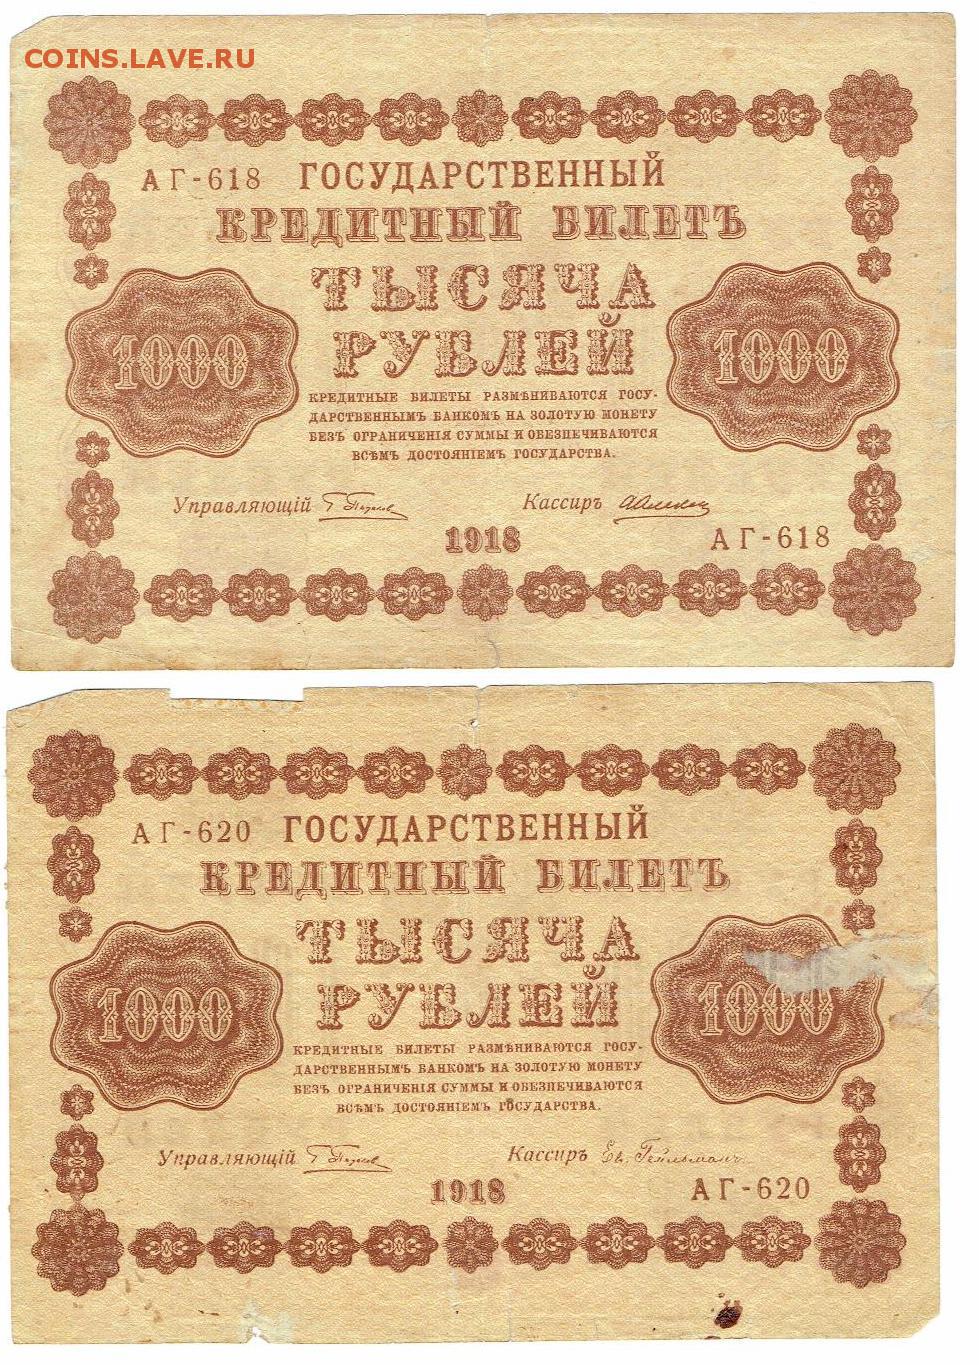 COINS.LAVE.RU
АГ-618 ГОСУДАРСТВЕННЫЙ
КРЕДИТНЫЙ БИЛЕТЪ
ТЫСЯЧА
РУБЛЕЙ
1000 1000
КРЕДИТНЫЕ БИЛЕТЫ РАЗМѢНИВАЮТСЯ ГОСУ-
ДАРСТВЕННЫМЪ БАНКОМЪ НА ЗОЛОТУЮ МОНЕТУ
БЕЗЪ ОГРАНИЧЕНІЯ СУММЫ И ОБЕЗПЕЧИВАЮТСЯ
ВСѢМЪ ДОСТОЯНІЕМЪ ГОСУДАРСТВА.
Управляющій Кассиръ
1918 АГ-618
АГ-620 ГОСУДАРСТВЕННЫЙ
КРЕДИТНЫЙ БИЛЕТЪ
ТЫСЯЧА
РУБЛЕЙ
1000 1000
КРЕДИТНЫЕ БИЛЕТЫ РАЗМѢНИВАЮТСЯ ГОСУ-
ДАРСТВЕННЫМЪ БАНКОМЪ НА ЗОЛОТУЮ МОНЕТУ
БЕЗЪ ОГРАНИЧЕНІЯ СУММЫ И ОБЕЗПЕЧИВАЮТСЯ
ВСѢМЪ ДОСТОЯНІЕМЪ ГОСУДАРСТВА.
Управляющій Кассиръ Ев. Гейльман
1918 АГ-620